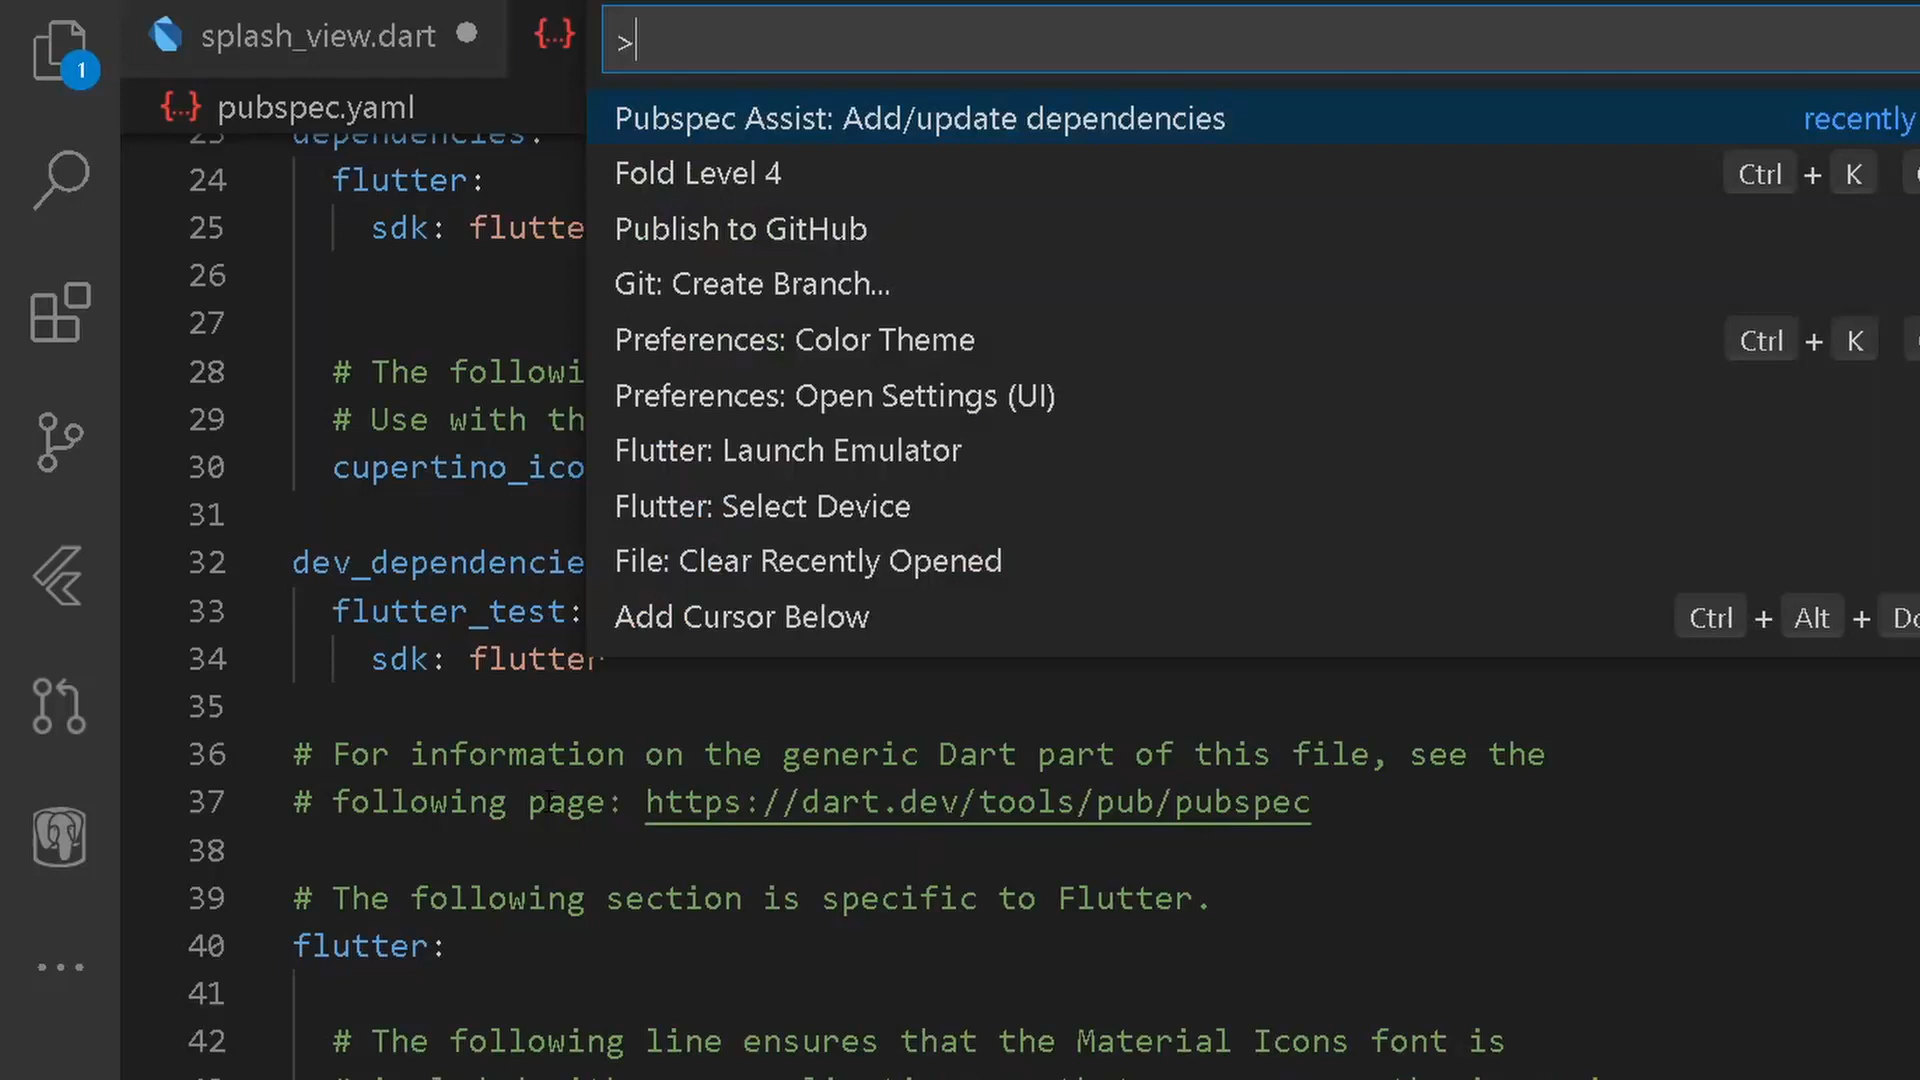 1
splash_view.dart
{..}
>
{..} pubspec.yaml
Pubspec Assist: Add/update dependencies recently
Fold Level 4 Ctrl + K
Publish to GitHub
Git: Create Branch...
Preferences: Color Theme Ctrl + K
Preferences: Open Settings (UI)
Flutter: Launch Emulator
Flutter: Select Device
File: Clear Recently Opened
Add Cursor Below Ctrl + Alt + Do
23 dependencies:
24 flutter:
25 sdk: flutte
26
27
28 # The followi
29 # Use with th
30 cupertino_ico
31
32 dev_dependencie
33 flutter_test:
34 sdk: flutter
35
36 # For information on the generic Dart part of this file, see the
37 # following page: https://dart.dev/tools/pub/pubspec
38
39 # The following section is specific to Flutter.
40 flutter:
41
42 # The following line ensures that the Material Icons font is